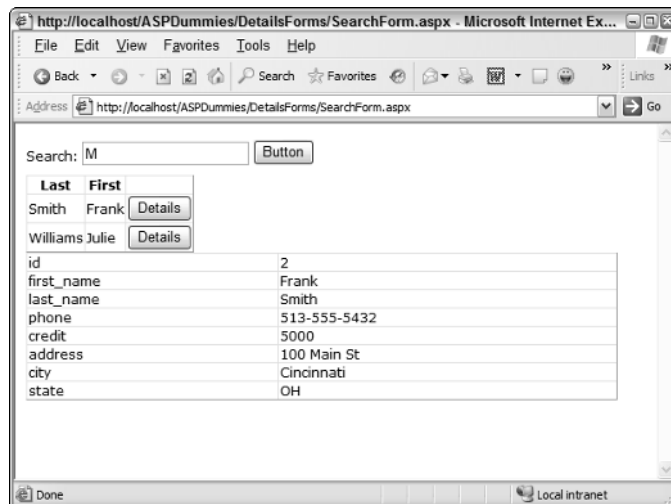 http://localhost/ASPDummies/DetailsForms/SearchForm.aspx - Microsoft Internet Ex...
File Edit View Favorites Tools Help
Back Search Favorites W » Links »
Address http://localhost/ASPDummies/DetailsForms/SearchForm.aspx Go
Search: M Button
Last First
Smith Frank Details
Williams Julie Details
id 2
first_name Frank
last_name Smith
phone 513-555-5432
credit 5000
address 100 Main St
city Cincinnati
state OH
Done Local intranet